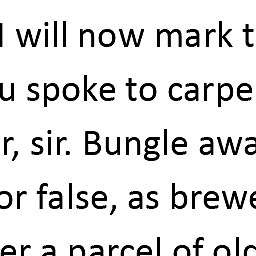 I will now mark t
u spoke to carpe
r, sir. Bungle awa
or false, as brewe
er a parcel of old